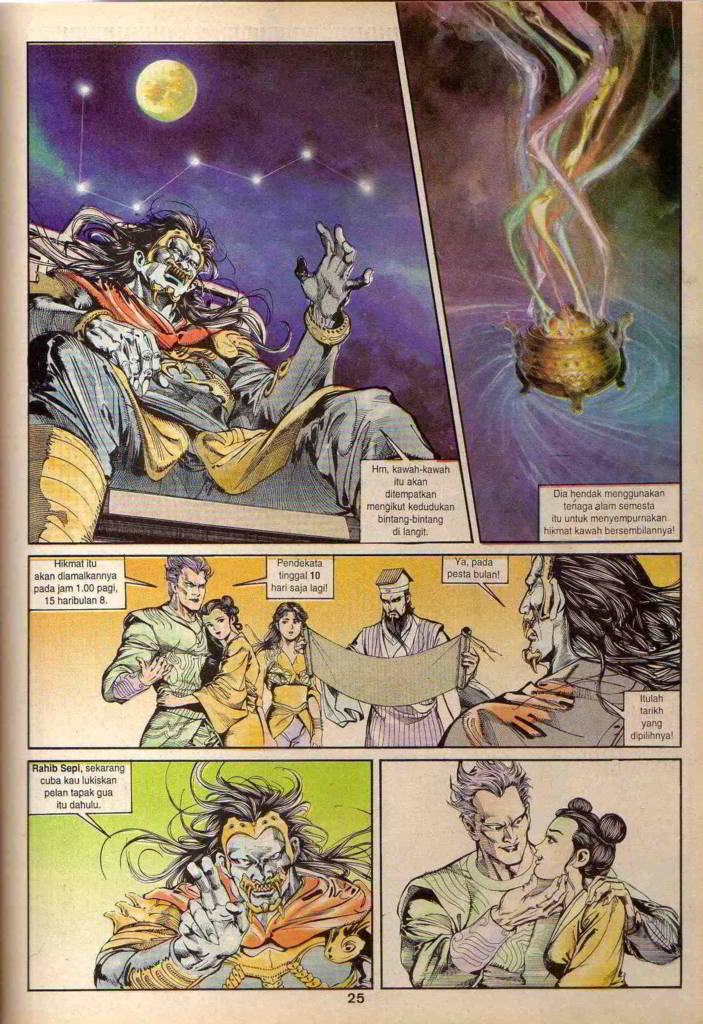 Hm, kawah-kawah
itu akan
ditempatkan
mengikut kedudukan
bintang-bintang
di langit.
Dia hendak menggunakan
tenaga alam semesta
itu untuk menyempurnakan
hikmat kawah bersembilannya!
Hikmat itu
akan diamalkannya
pada jam 1.00 pagi,
15 haribulan 8.
Pendekata
tinggal 10
hari saja lagi!
Ya, pada
pesta bulan!
Itulah
tarikh
yang
dipilihnya!
Rahib Sepi, sekarang
cuba kau lukiskan
pelan tapak gua
itu dahulu.
25